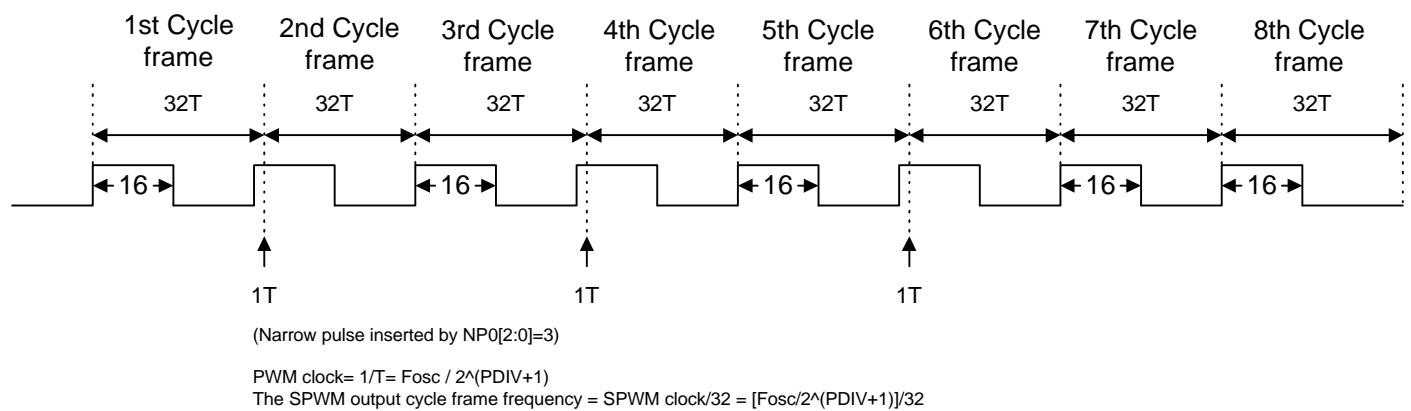 1st Cycle frame
2nd Cycle frame
3rd Cycle frame
4th Cycle frame
5th Cycle frame
6th Cycle frame
7th Cycle frame
8th Cycle frame
32T 32T 32T 32T 32T 32T 32T 32T
16 16 16 16 16
1T 1T 1T
(Narrow pulse inserted by NP0[2:0]=3)
PWM clock= 1/T= Fosc / 2^(PDIV+1)
The SPWM output cycle frame frequency = SPWM clock/32 = [Fosc/2^(PDIV+1)]/32